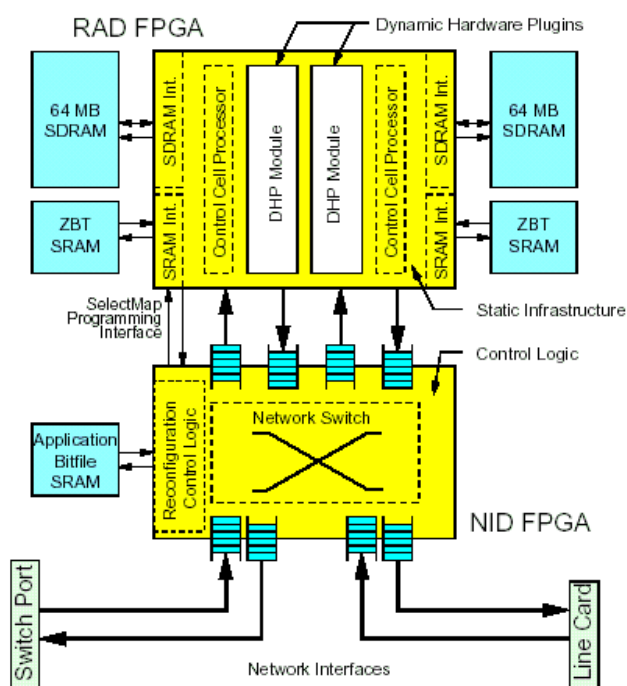 RAD FPGA
Dynamic Hardware Plugins
64 MB
SDRAM
SDRAM Int.
Control Cell Processor
DHP Module
DHP Module
Control Cell Processor
SDRAM Int.
64 MB
SDRAM
ZBT
SRAM
SRAM Int.
SRAM Int.
ZBT
SRAM
SelectMap
Programming
Interface
Static Infrastructure
Control Logic
Network Switch
Reconfiguration
Control Logic
Application
Bitfile
SRAM
NID FPGA
Switch Port
Line Card
Network Interfaces